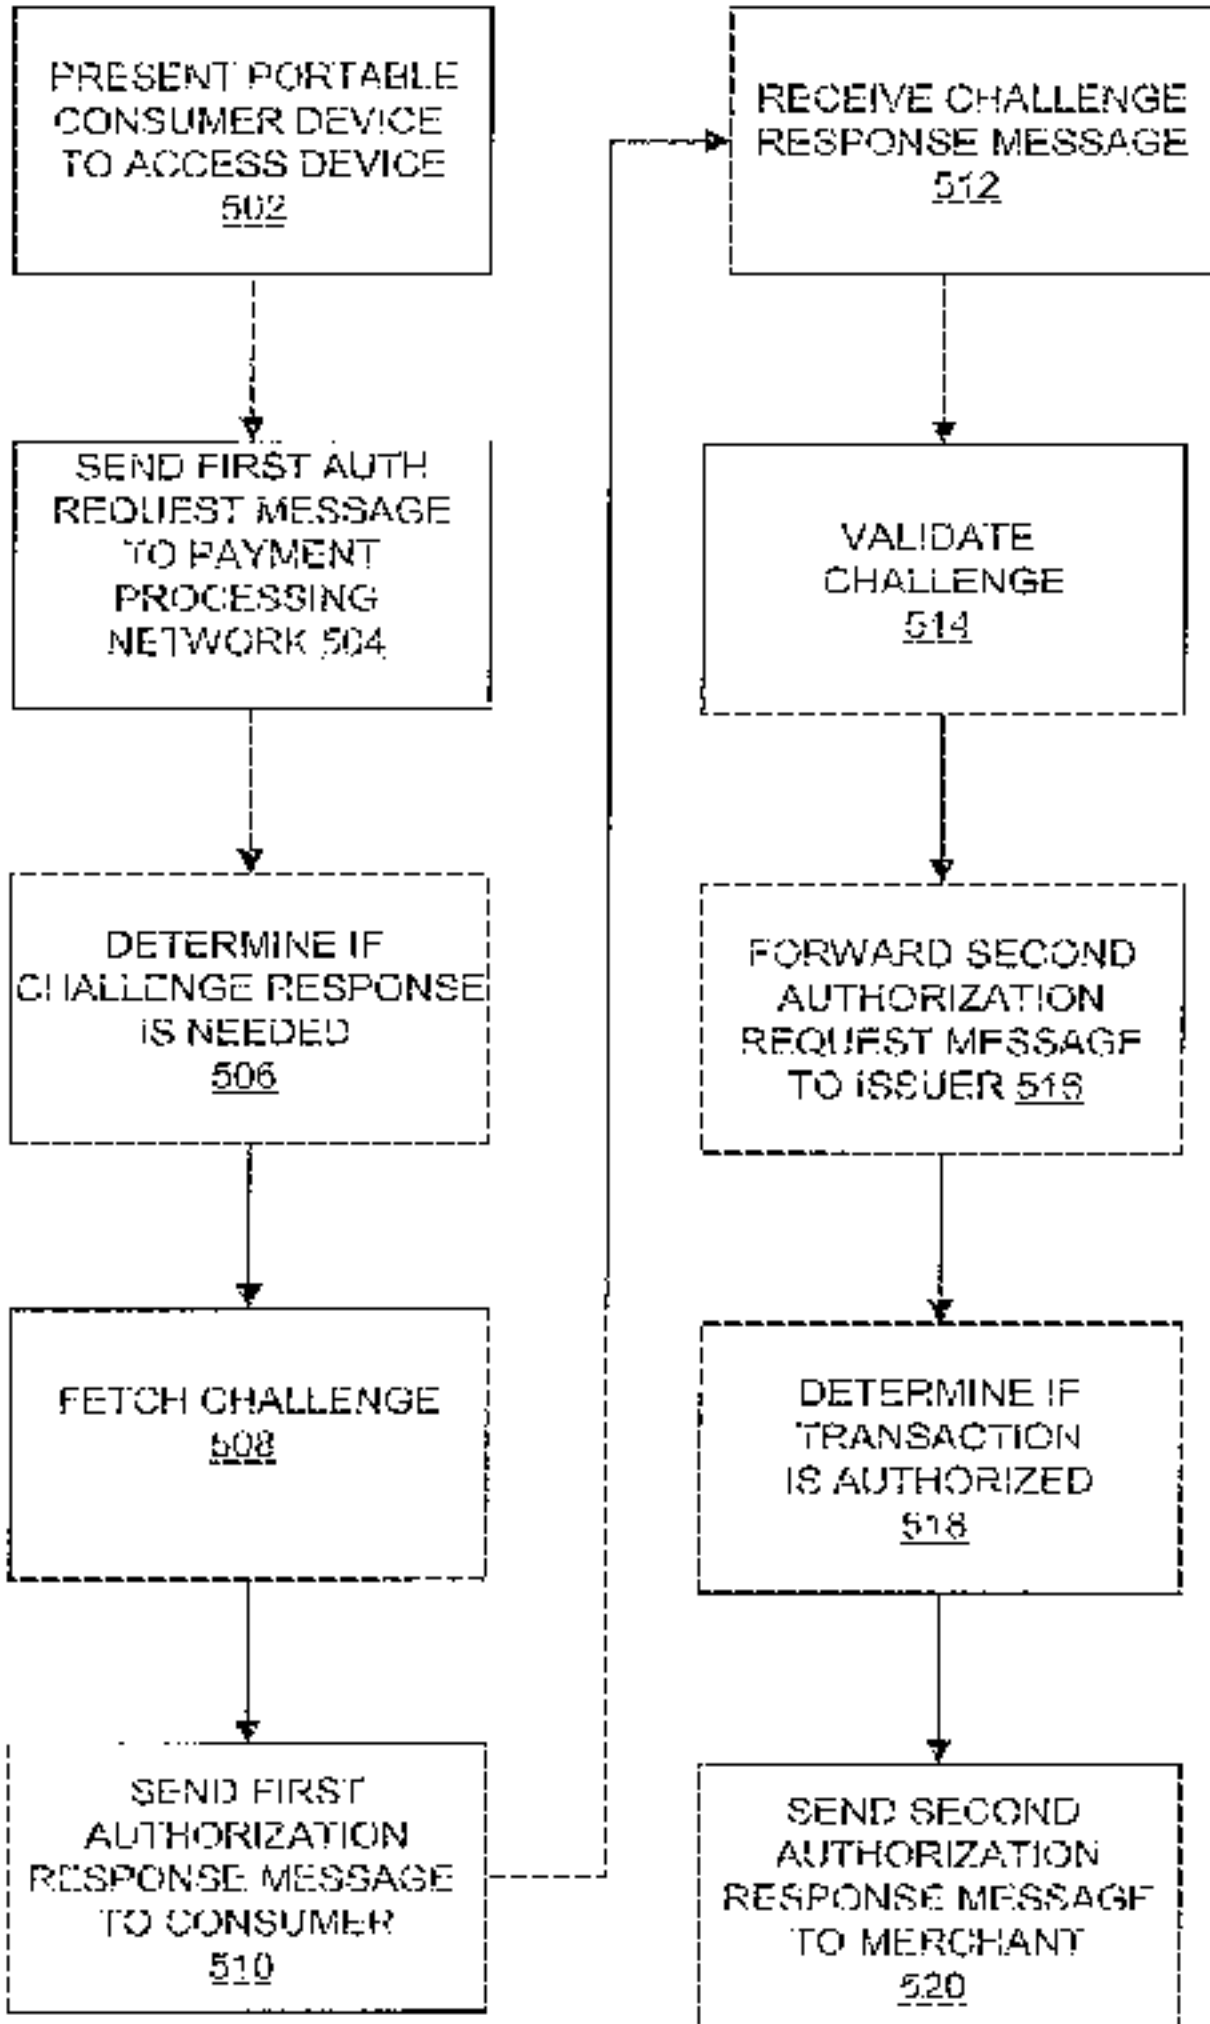 PRESENT PORTABLE
CONSUMER DEVICE
TO ACCESS DEVICE
502
SEND FIRST AUTH
REQUEST MESSAGE
TO PAYMENT
PROCESSING
NETWORK 504
DETERMINE IF
CHALLENGE RESPONSE
IS NEEDED
506
FETCH CHALLENGE
508
SEND FIRST
AUTHORIZATION
RESPONSE MESSAGE
TO CONSUMER
510
RECEIVE CHALLENGE
RESPONSE MESSAGE
512
VALIDATE
CHALLENGE
514
FORWARD SECOND
AUTHORIZATION
REQUEST MESSAGE
TO ISSUER 516
DETERMINE IF
TRANSACTION
IS AUTHORIZED
518
SEND SECOND
AUTHORIZATION
RESPONSE MESSAGE
TO MERCHANT
520